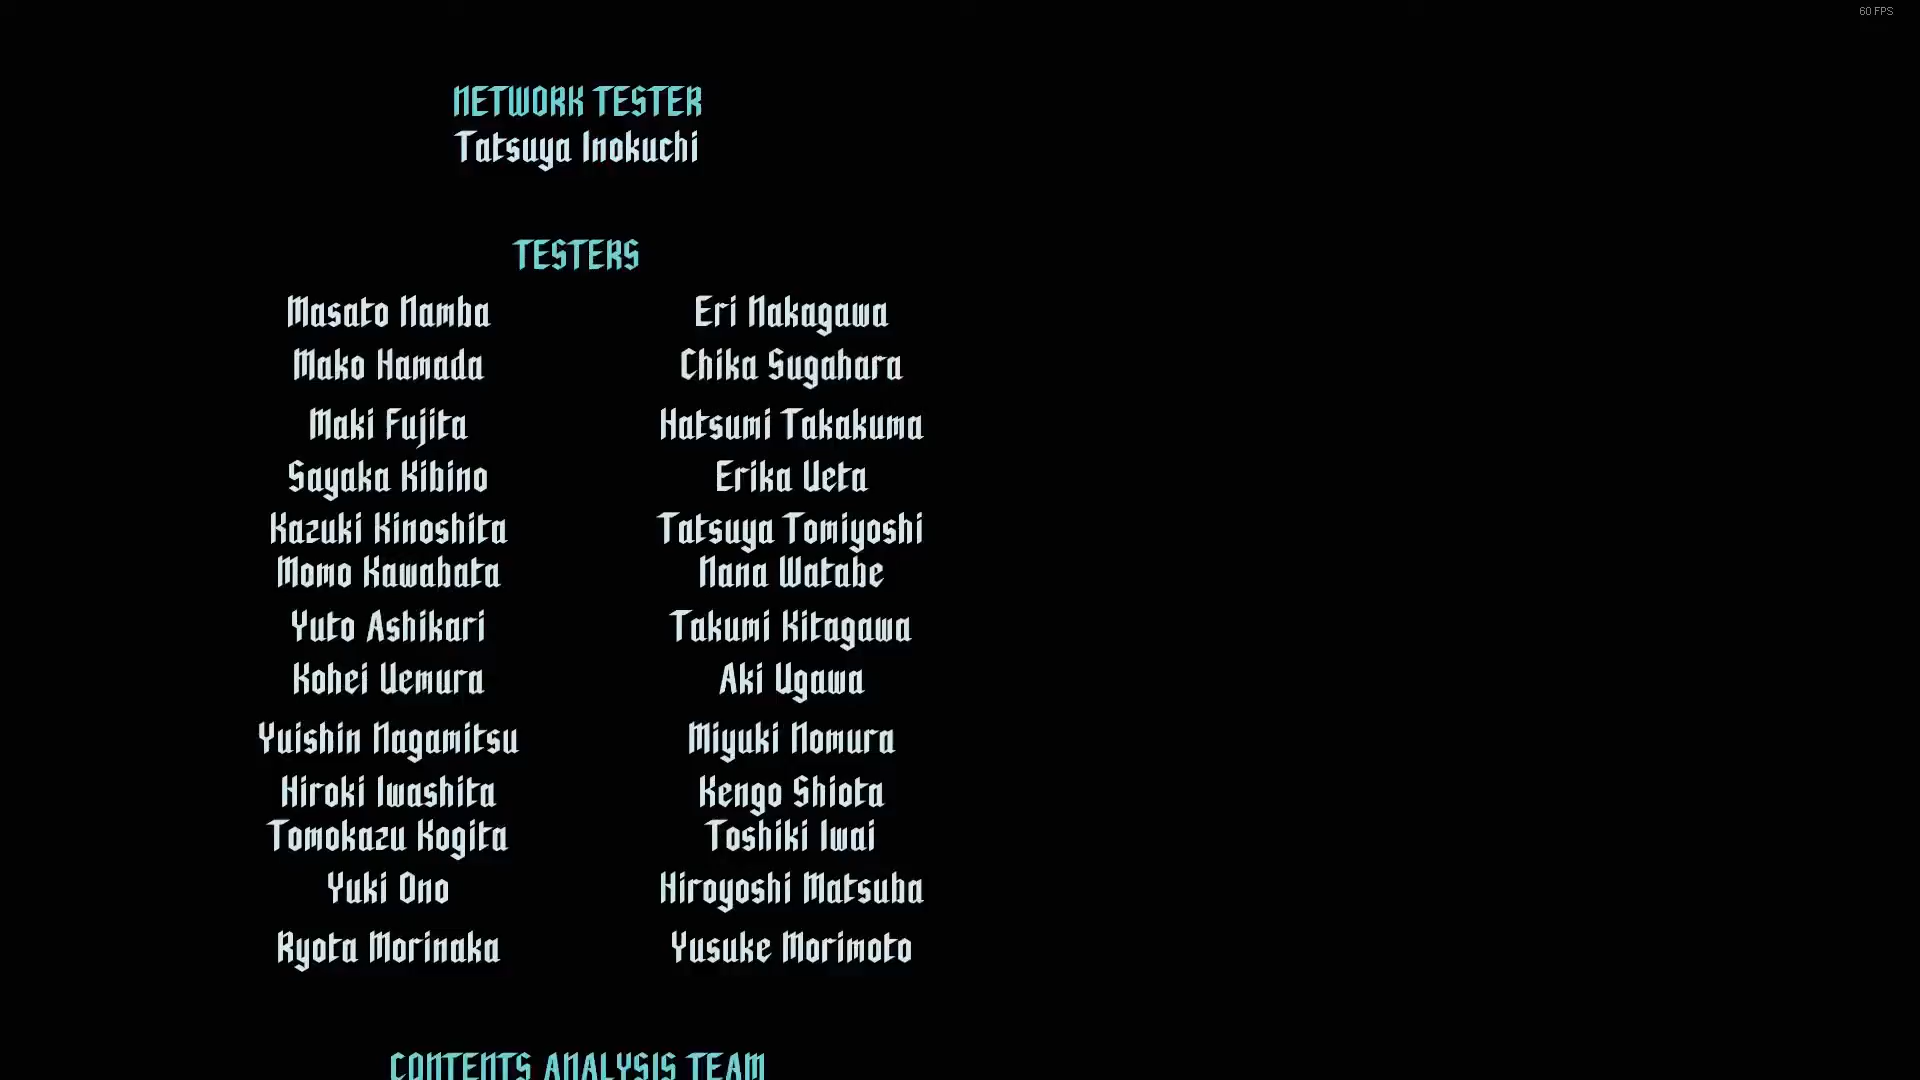 60 FPS
NETWORK TESTER
Tatsuya Inokuchi
TESTERS
Masato Namba Eri Nakagawa
Mako Hamada Chika Sugahara
Maki Fujita Hatsumi Takakuma
Sayaka Kibino Erika Ueta
Kazuki Kinoshita Tatsuya Tomiyoshi
Momo Kawabata Nana Watabe
Yuto Ashikari Takumi Kitagawa
Kohei Uemura Aki Ugawa
Yuishin Nagamitsu Miyuki Nomura
Hiroki Iwashita Kengo Shiota
Tomokazu Kogita Toshiki Iwai
Yuki Ono Hiroyoshi Matsuba
Ryota Morinaka Yusuke Morimoto
CONTENTS ANALYSIS TEAM